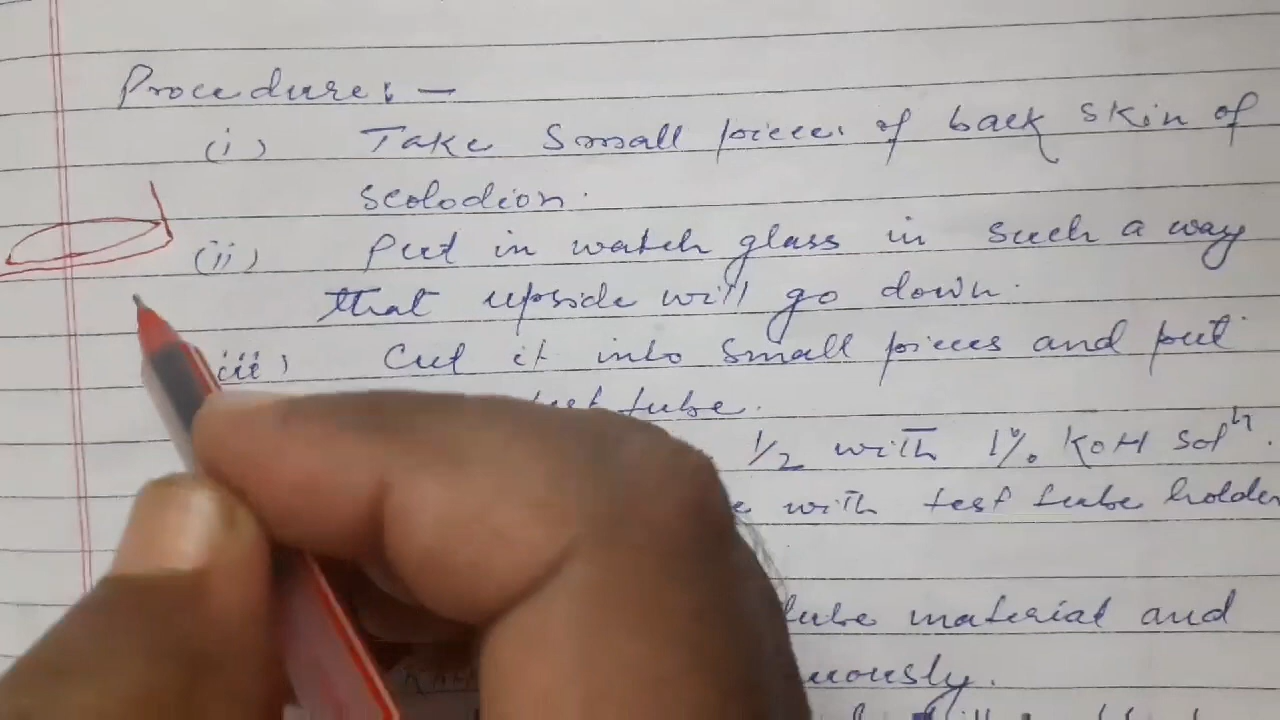 Procedure: —
(i) Take small pieces of back skin of
scolodion.
(ii) Put in watch glass in such a way
that upside will go down.
iii) Cut it into small pieces and put
test tube.
1/2 with 1% KOH Solⁿ.
with test tube holder
tube material and
uously.